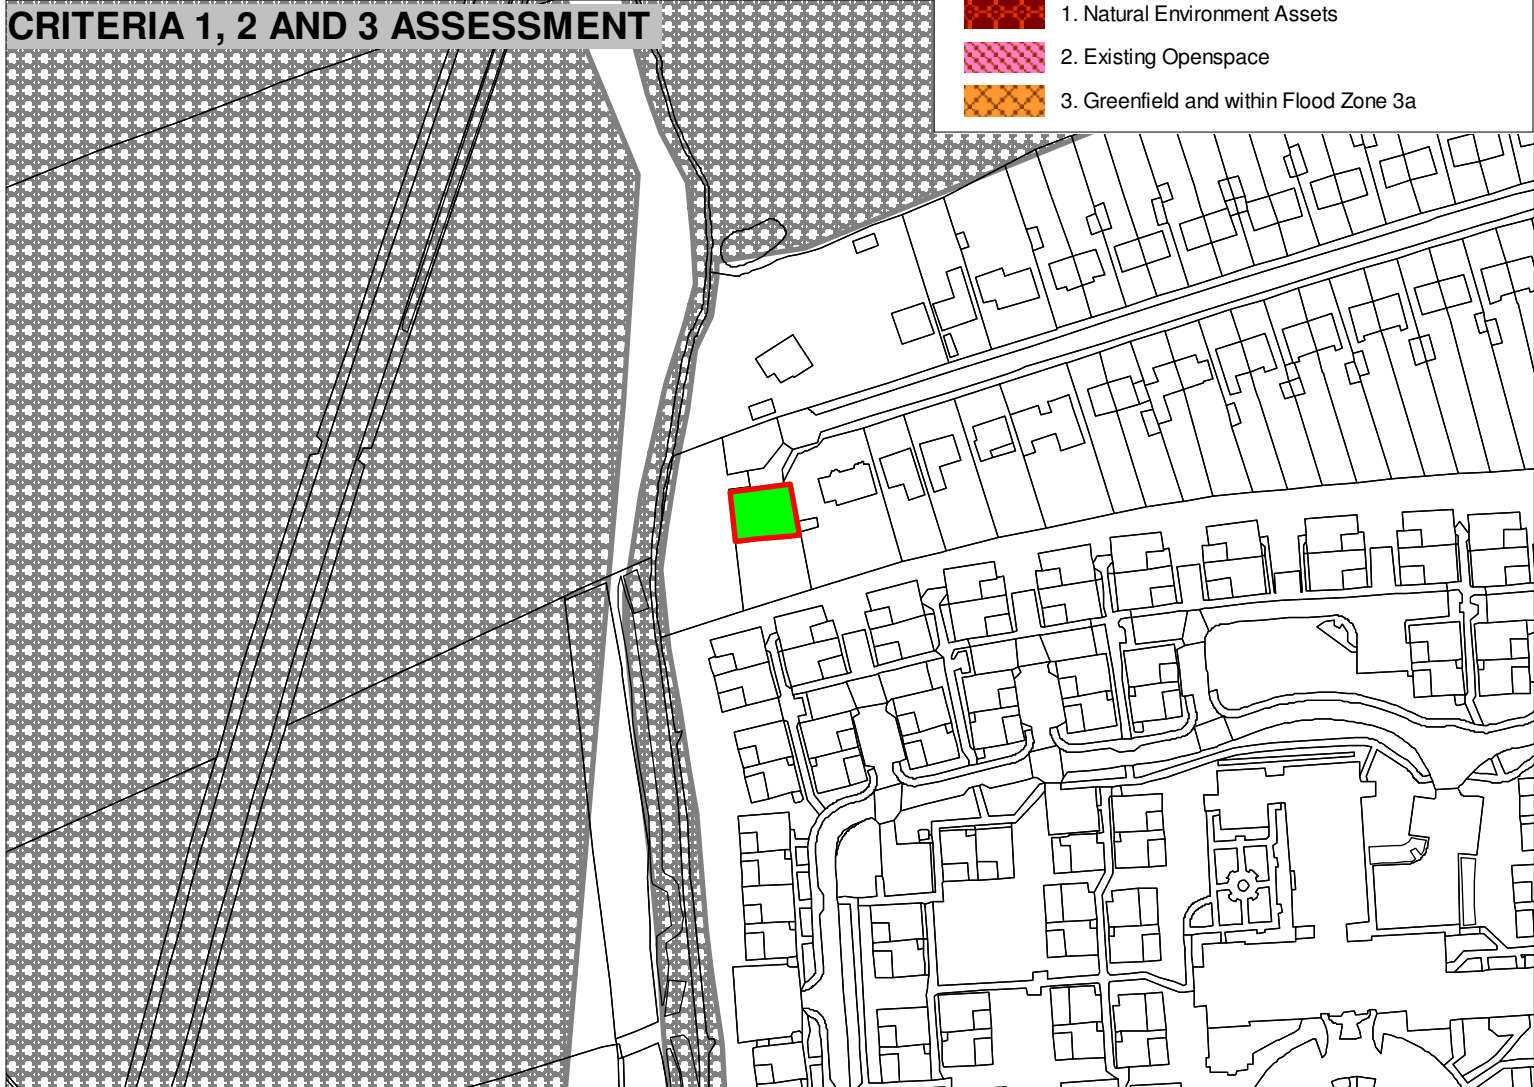 CRITERIA 1, 2 AND 3 ASSESSMENT
1. Natural Environment Assets
2. Existing Openspace
3. Greenfield and within Flood Zone 3a